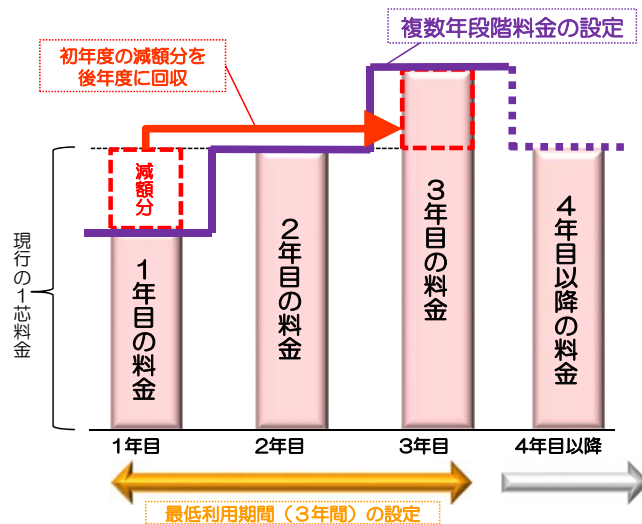 複数年段階料金の設定
初年度の減額分を
後年度に回収
減額分
現行の1芯料金
1年目の料金
2年目の料金
3年目の料金
4年目以降の料金
1年目
2年目
3年目
4年目以降
最低利用期間（3年間）の設定